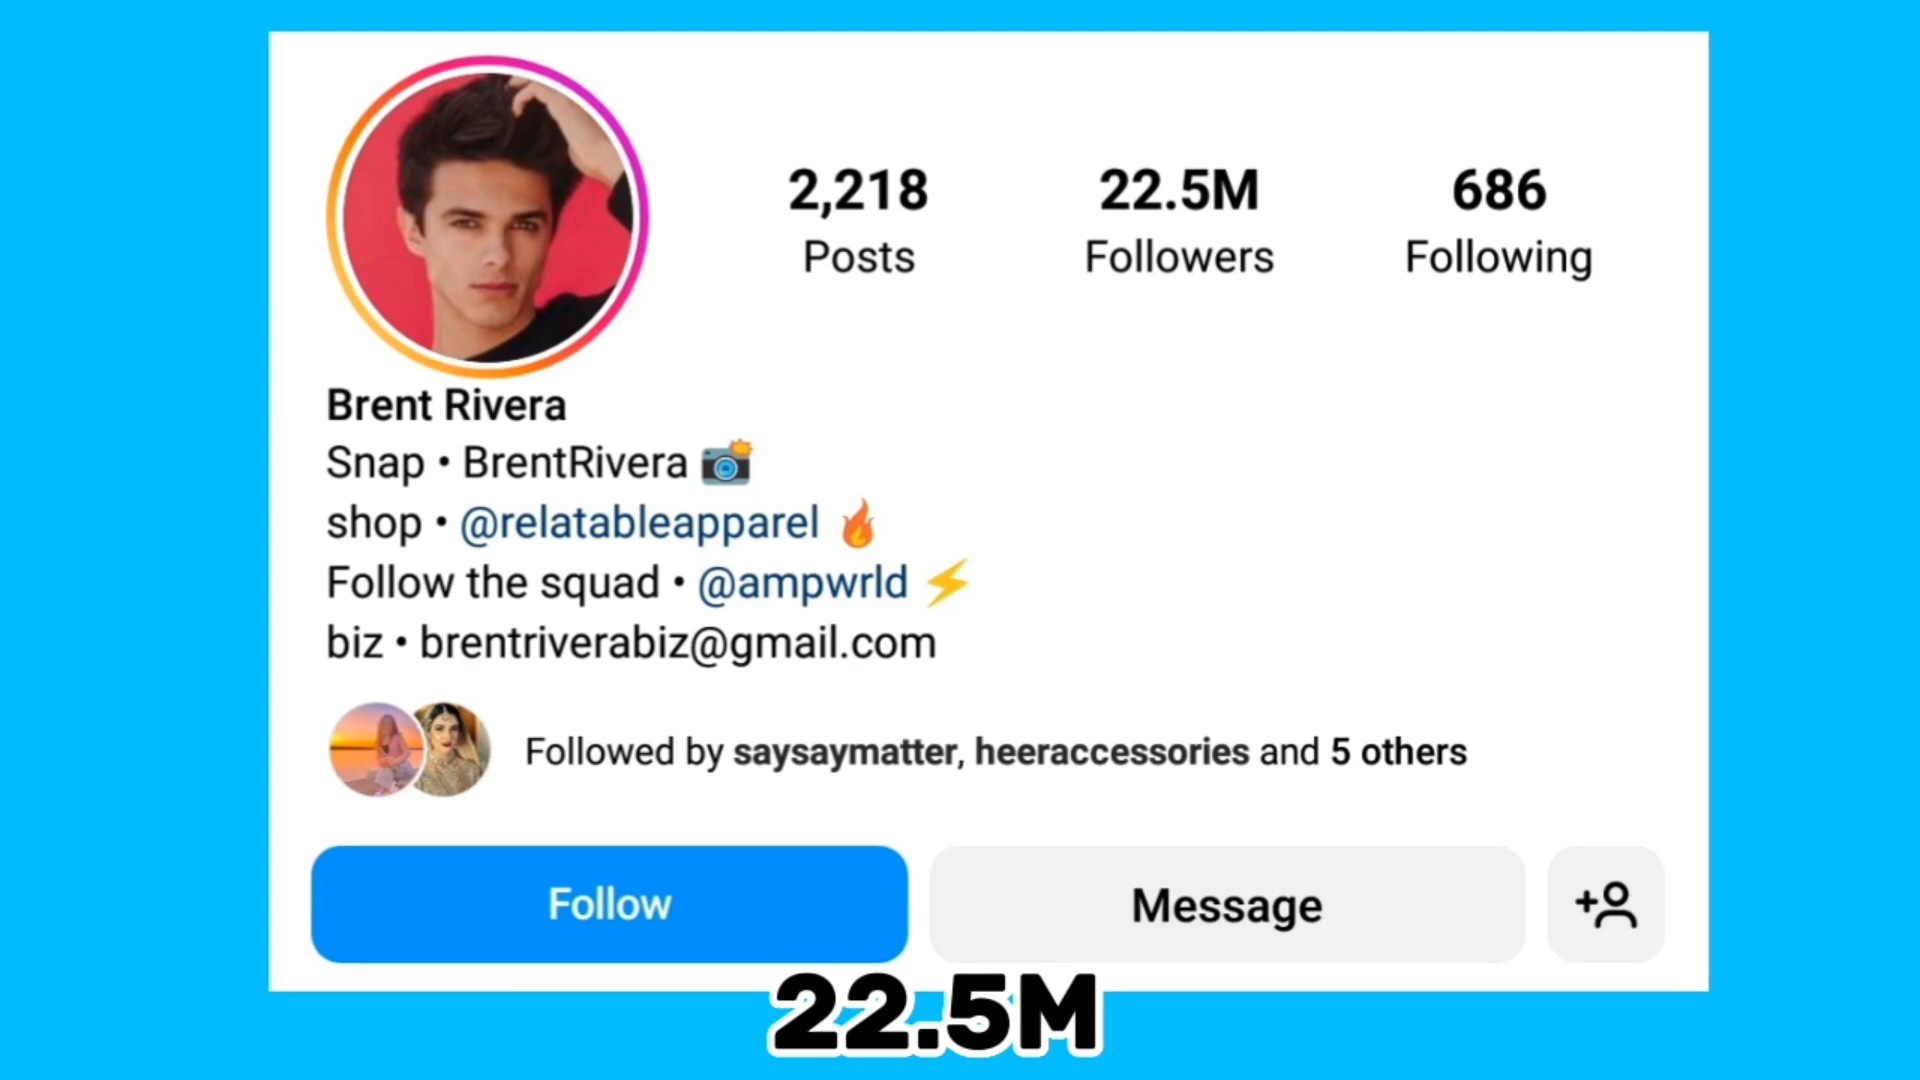 2,218 22.5M 686
Posts Followers Following
Brent Rivera
Snap • BrentRivera 📸
shop • @relatableapparel 🔥
Follow the squad • @ampwrld ⚡
biz • brentriverabiz@gmail.com
Followed by saysaymatter, heeraccessories and 5 others
Follow Message
22.5M